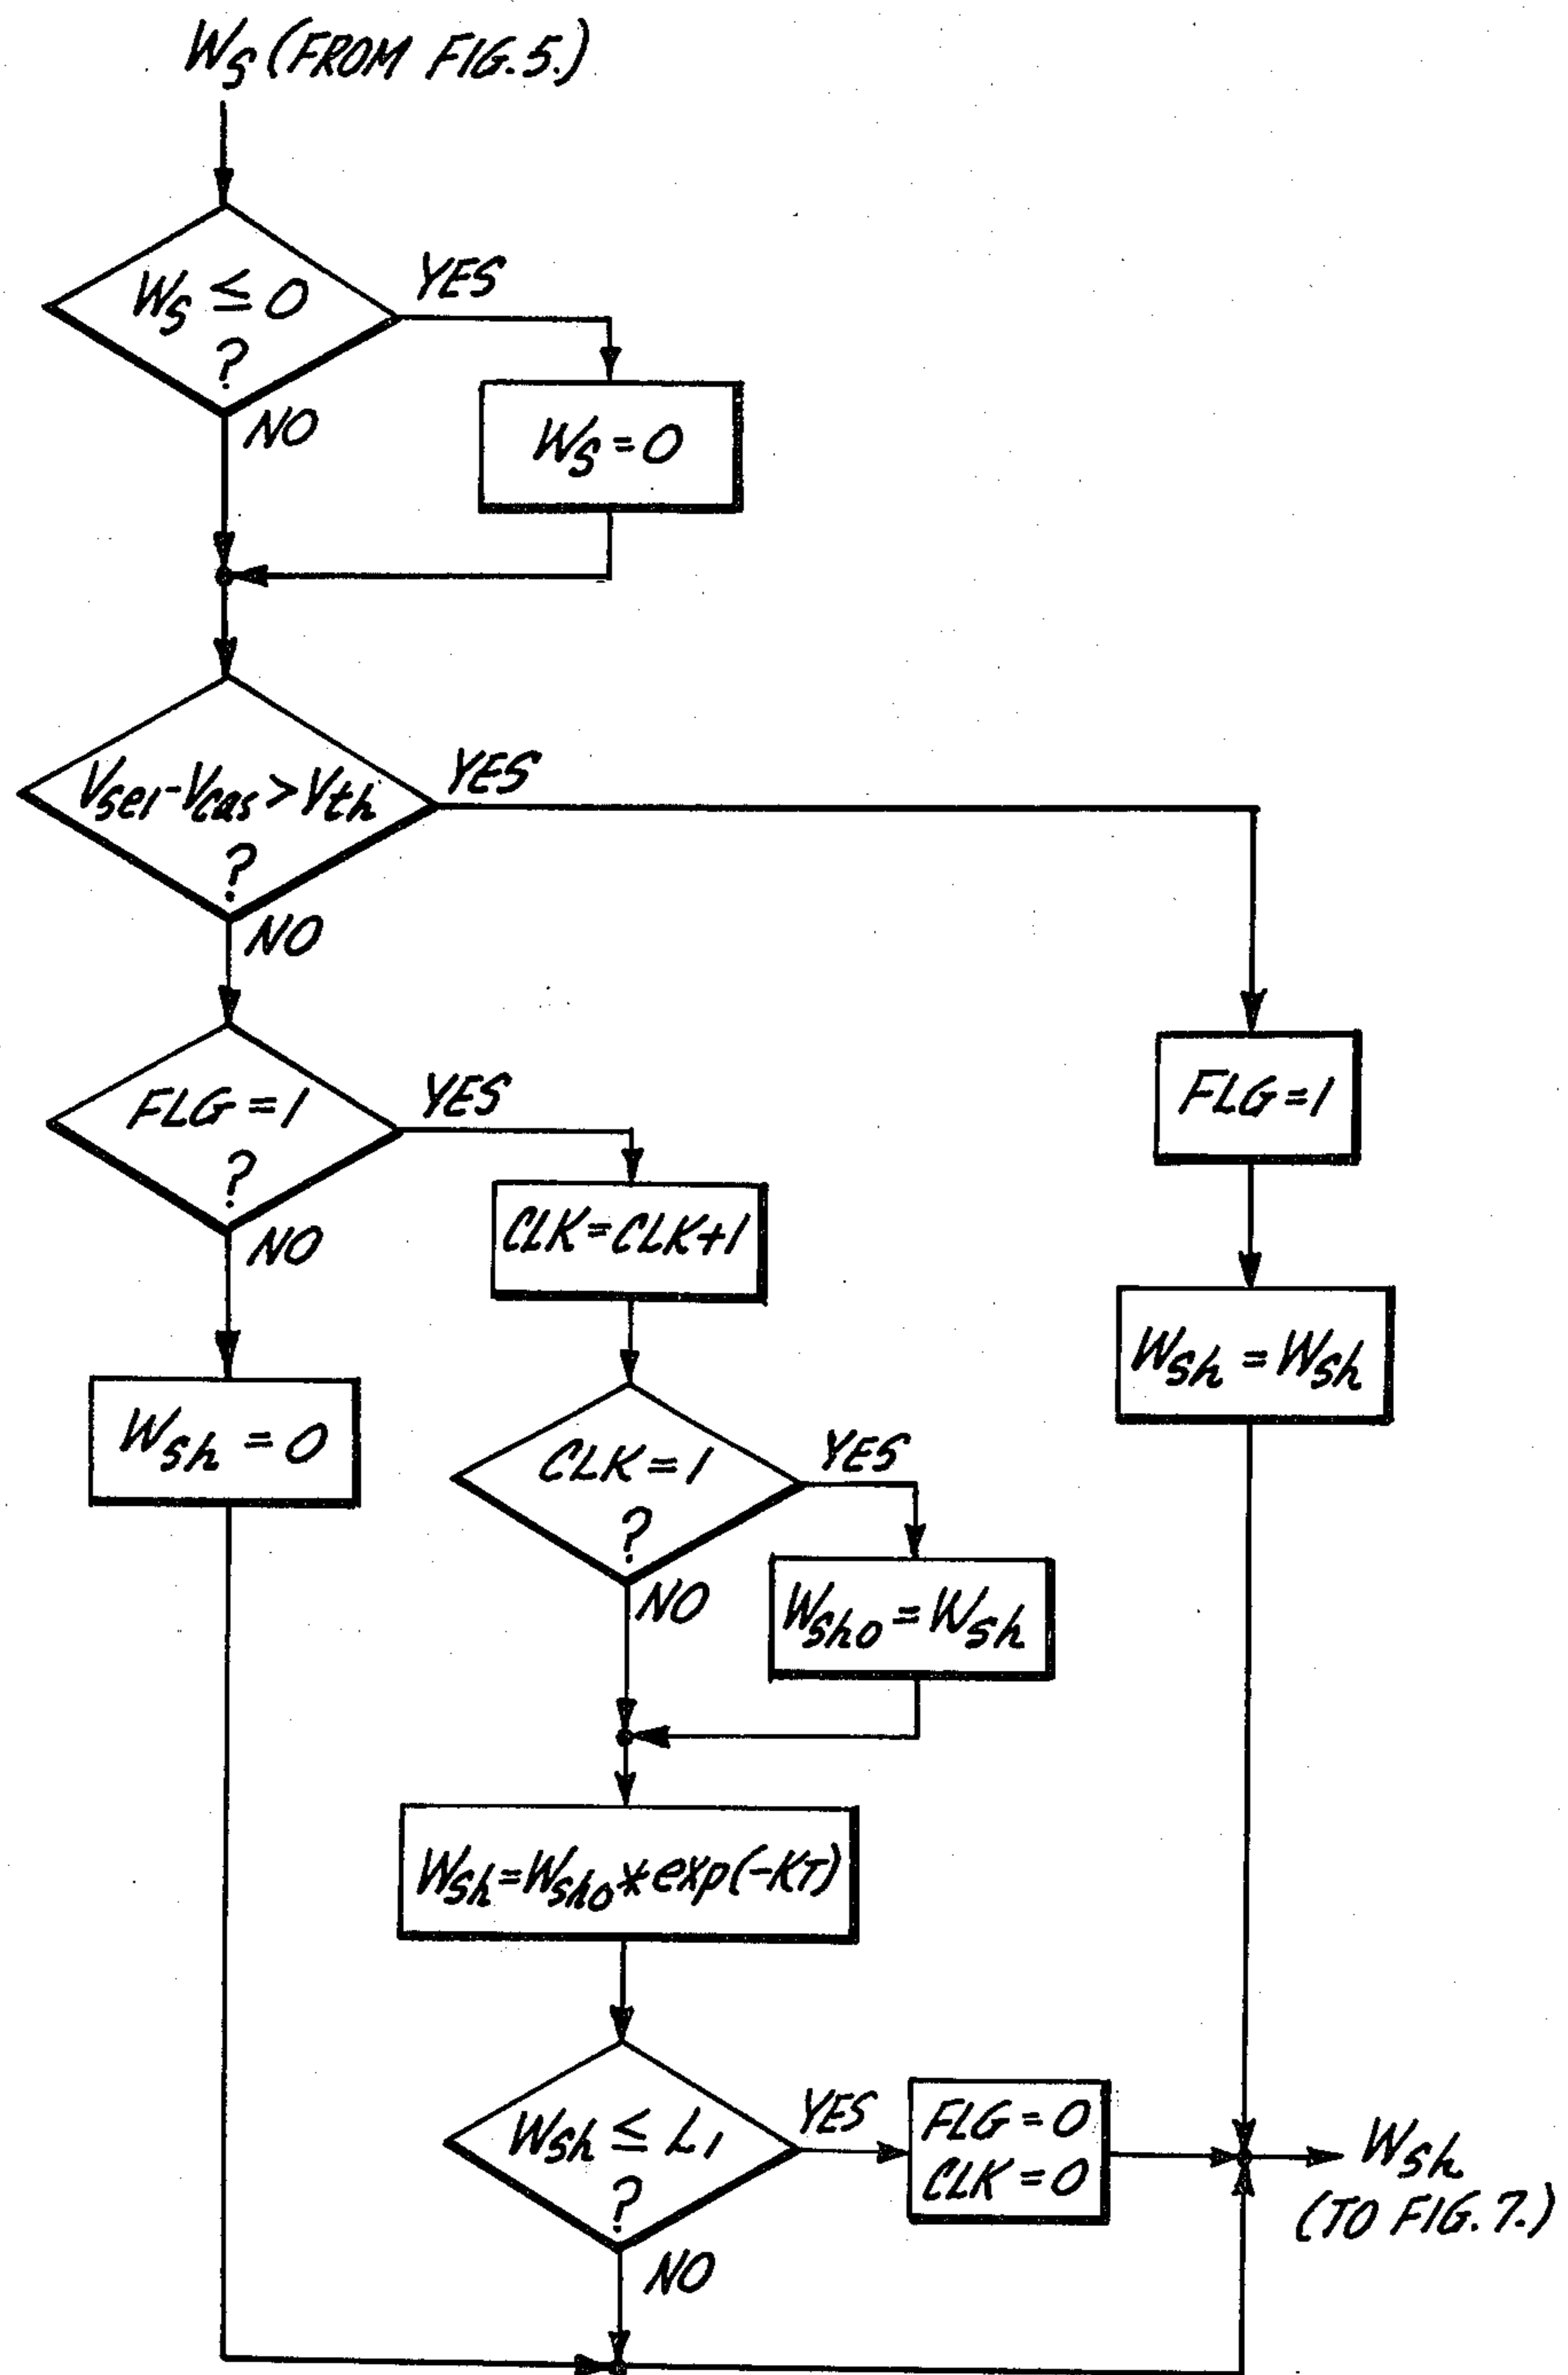 WS (FROM FIG. 5.)
WS ≤ 0
?
YES
NO
WS = 0
Vsel-Vcas > Vth
?
YES
NO
FLG = 1
?
YES
NO
FLG = 1
CLK = CLK+1
Wsh = Wsh
Wsh = 0
CLK = 1
?
YES
NO
Wsho = Wsh
Wsh = Wsho * exp(-KT)
Wsh ≤ L1
?
YES
NO
FLG = 0
CLK = 0
Wsh
(TO FIG. 7.)